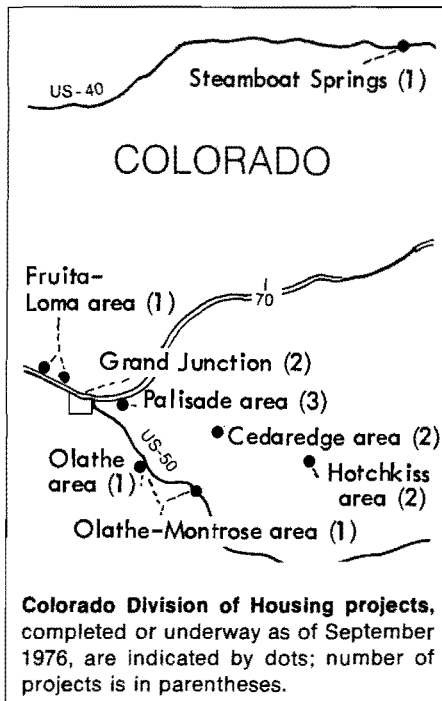 US-40
Steamboat Springs (1)
COLORADO
Fruita-
Loma area (1)
70
Grand Junction (2)
Palisade area (3)
US-50
Cedaredge area (2)
Olathe
area (1)
Hotchkiss
area (2)
Olathe-Montrose area (1)
Colorado Division of Housing projects,
completed or underway as of September
1976, are indicated by dots; number of
projects is in parentheses.